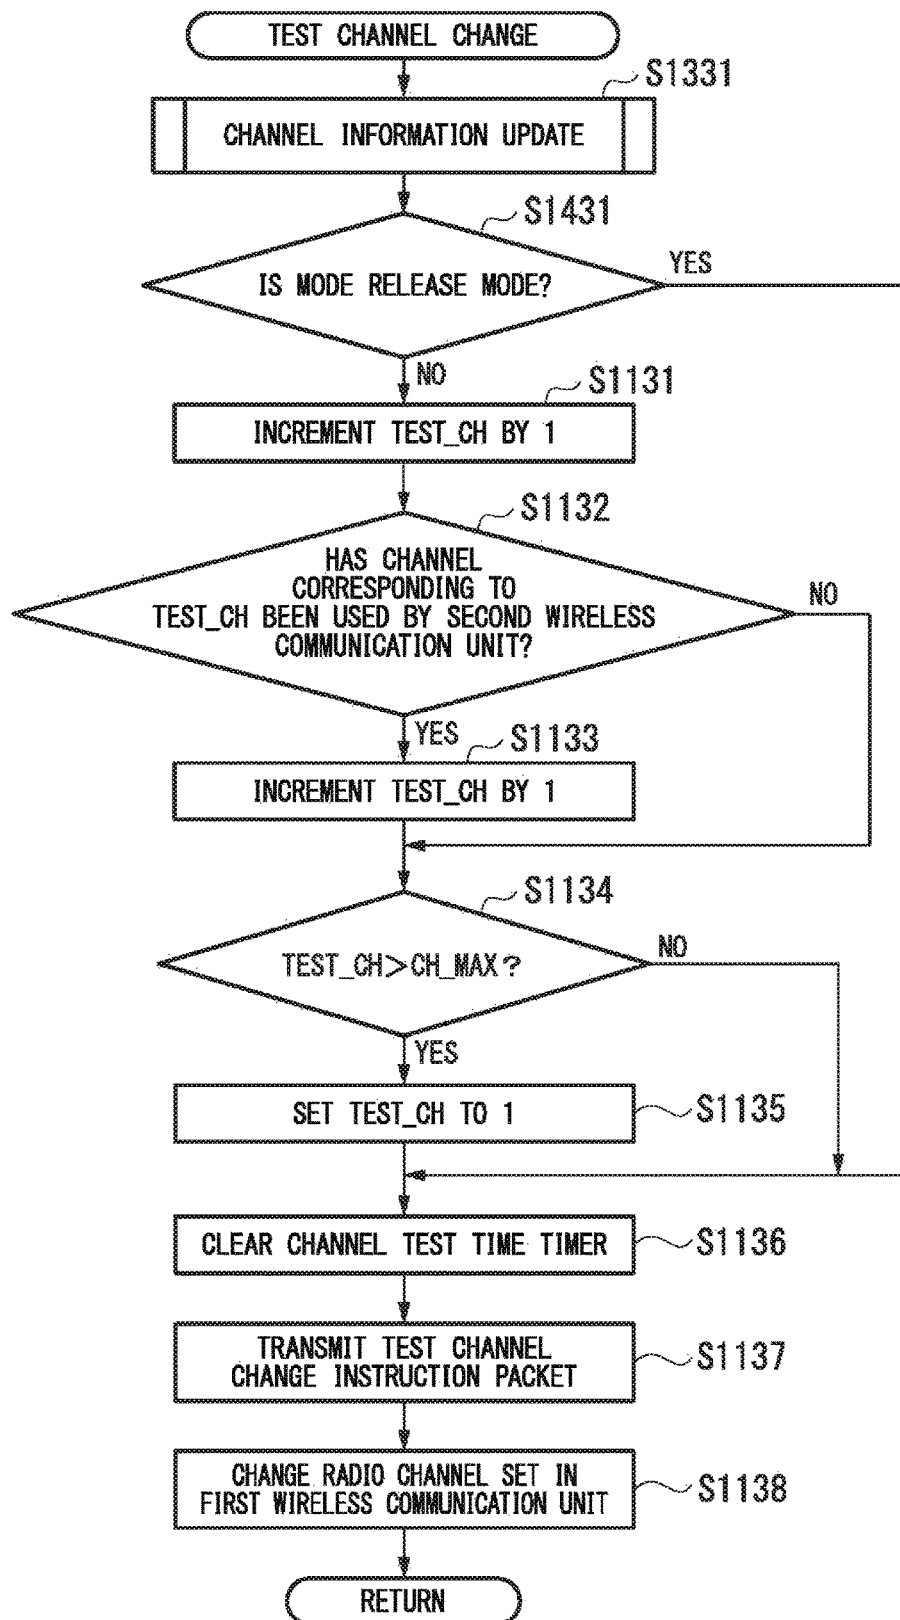 TEST CHANNEL CHANGE
S1331
CHANNEL INFORMATION UPDATE
S1431
IS MODE RELEASE MODE?
YES
NO
S1131
INCREMENT TEST_CH BY 1
S1132
HAS CHANNEL
CORRESPONDING TO
TEST_CH BEEN USED BY SECOND WIRELESS
COMMUNICATION UNIT?
NO
YES
S1133
INCREMENT TEST_CH BY 1
S1134
TEST_CH>CH_MAX?
NO
YES
SET TEST_CH TO 1
S1135
CLEAR CHANNEL TEST TIME TIMER
S1136
TRANSMIT TEST CHANNEL
CHANGE INSTRUCTION PACKET
S1137
CHANGE RADIO CHANNEL SET IN
FIRST WIRELESS COMMUNICATION UNIT
S1138
RETURN